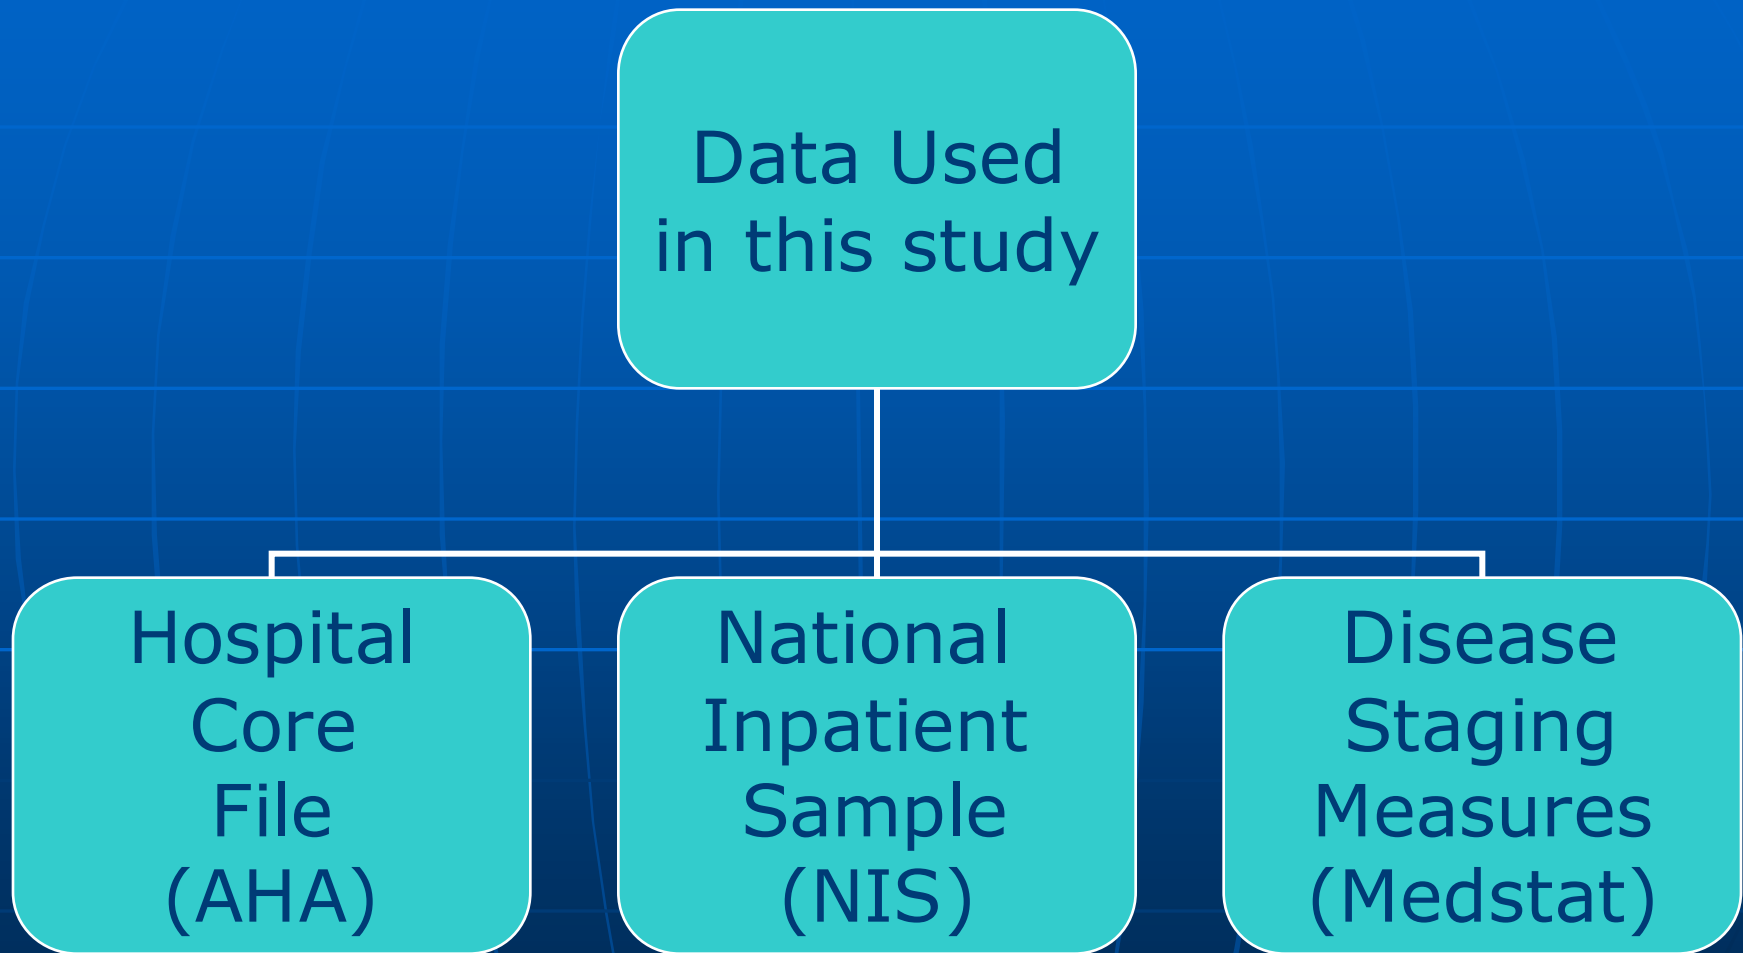 Data Used
in this study
Hospital
Core
File
(AHA)
National
Inpatient
Sample
(NIS)
Disease
Staging
Measures
(Medstat)